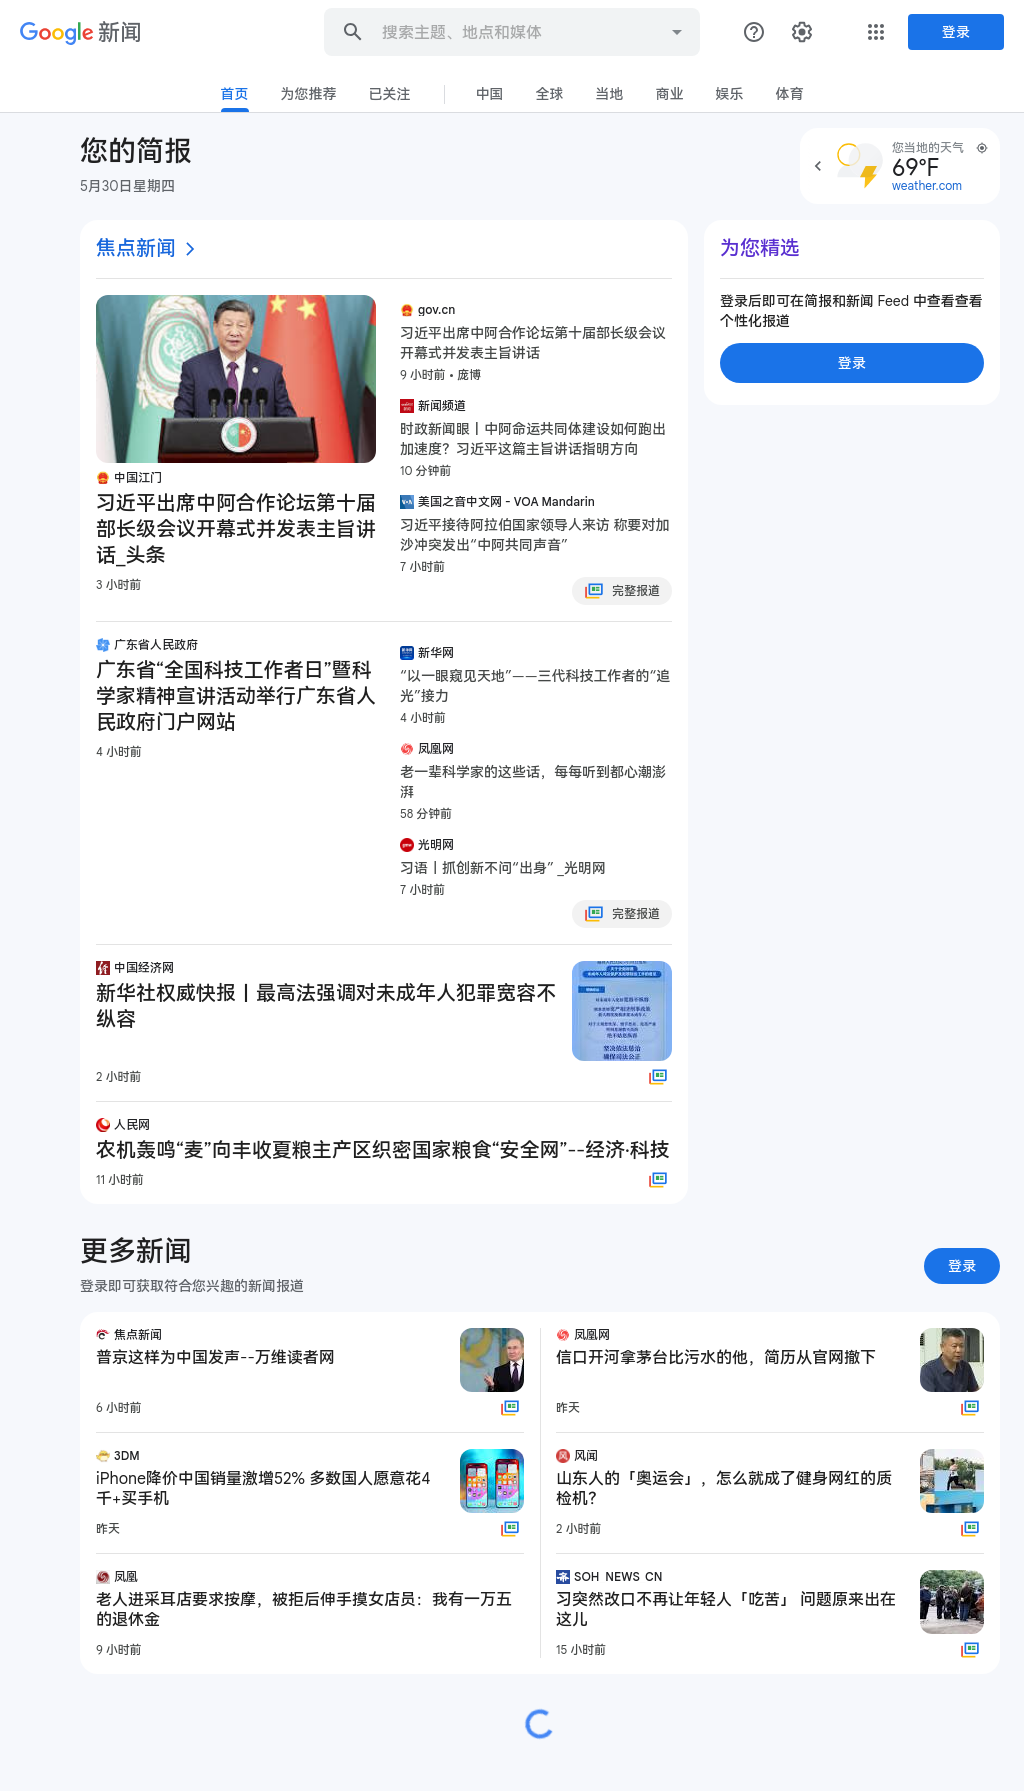 Google 新闻
搜索主题、地点和媒体
登录
首页
为您推荐
已关注
中国
全球
当地
商业
娱乐
体育
您的简报
5月30日星期四
您当地的天气
69°F
weather.com
焦点新闻
中国江门
习近平出席中阿合作论坛第十届
部长级会议开幕式并发表主旨讲
话_头条
3 小时前
gov.cn
习近平出席中阿合作论坛第十届部长级会议
开幕式并发表主旨讲话
9 小时前 • 庞博
新闻频道
时政新闻眼丨中阿命运共同体建设如何跑出
加速度？习近平这篇主旨讲话指明方向
10 分钟前
美国之音中文网 - VOA Mandarin
习近平接待阿拉伯国家领导人来访 称要对加
沙冲突发出“中阿共同声音”
7 小时前
完整报道
广东省人民政府
广东省“全国科技工作者日”暨科
学家精神宣讲活动举行广东省人
民政府门户网站
4 小时前
新华网
“以一眼窥见天地”——三代科技工作者的“追
光”接力
4 小时前
凤凰网
老一辈科学家的这些话，每每听到都心潮澎
湃
58 分钟前
光明网
习语丨抓创新不问“出身” _光明网
7 小时前
完整报道
中国经济网
新华社权威快报丨最高法强调对未成年人犯罪宽容不
纵容
2 小时前
坚决依法惩治
确保司法公正
人民网
农机轰鸣“麦”向丰收夏粮主产区织密国家粮食“安全网”--经济·科技
11 小时前
为您精选
登录后即可在简报和新闻 Feed 中查看查看
个性化报道
登录
更多新闻
登录即可获取符合您兴趣的新闻报道
登录
焦点新闻
普京这样为中国发声--万维读者网
6 小时前
凤凰网
信口开河拿茅台比污水的他，简历从官网撤下
昨天
3DM
iPhone降价中国销量激增52% 多数国人愿意花4
千+买手机
昨天
风闻
山东人的「奥运会」，怎么就成了健身网红的质
检机？
2 小时前
凤凰
老人进采耳店要求按摩，被拒后伸手摸女店员：我有一万五
的退休金
9 小时前
SOH_NEWS_CN
习突然改口不再让年轻人「吃苦」 问题原来出在
这儿
15 小时前